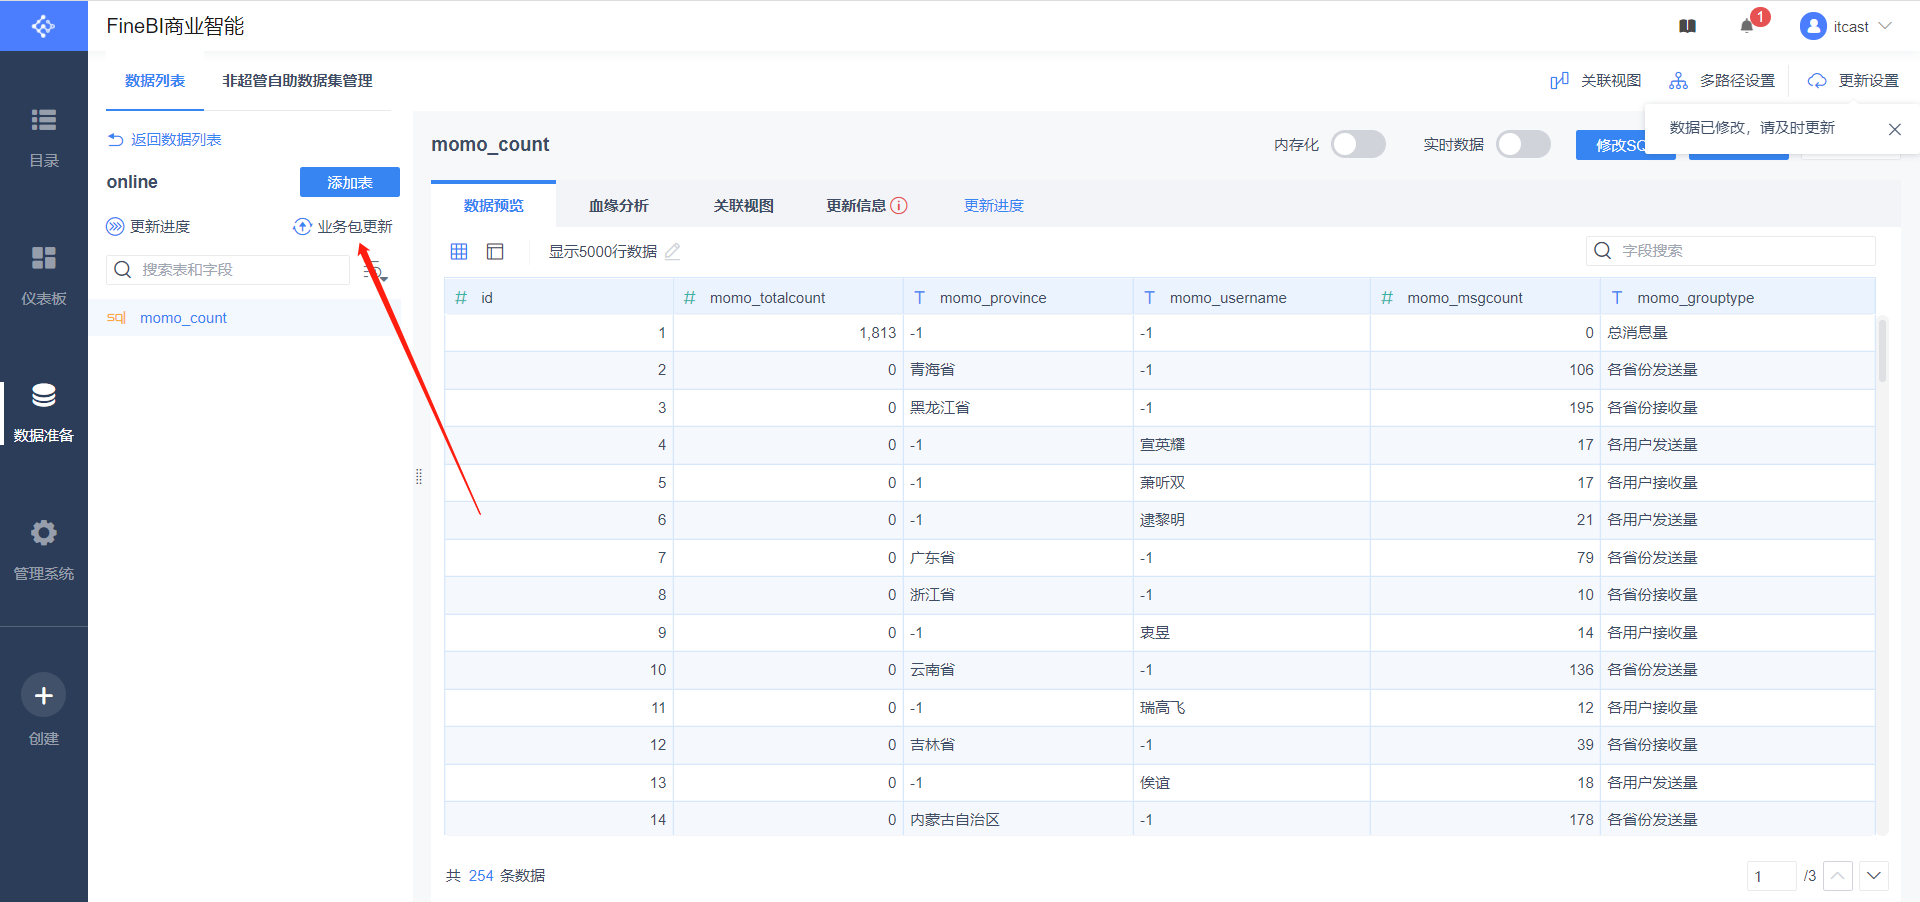 FineBI商业智能
1
itcast
数据列表
非超管自助数据集管理
关联视图
多路径设置
更新设置
数据已修改，请及时更新
返回数据列表
online
添加表
更新进度
业务包更新
搜索表和字段
sql momo_count
目录
仪表板
数据准备
管理系统
创建
momo_count
内存化
实时数据
修改SQ
数据预览
血缘分析
关联视图
更新信息
更新进度
显示5000行数据
字段搜索
# id # momo_totalcount T momo_province T momo_username # momo_msgcount T momo_grouptype
1 1,813 -1 -1 0 总消息量
2 0 青海省 -1 106 各省份发送量
3 0 黑龙江省 -1 195 各省份接收量
4 0 -1 宣英耀 17 各用户发送量
5 0 -1 萧听双 17 各用户接收量
6 0 -1 逮黎明 21 各用户发送量
7 0 广东省 -1 79 各省份发送量
8 0 浙江省 -1 10 各省份接收量
9 0 -1 衷昱 14 各用户接收量
10 0 云南省 -1 136 各省份发送量
11 0 -1 瑞高飞 12 各用户接收量
12 0 吉林省 -1 39 各省份接收量
13 0 -1 俟谊 18 各用户发送量
14 0 内蒙古自治区 -1 178 各省份发送量
共 254 条数据
1 /3